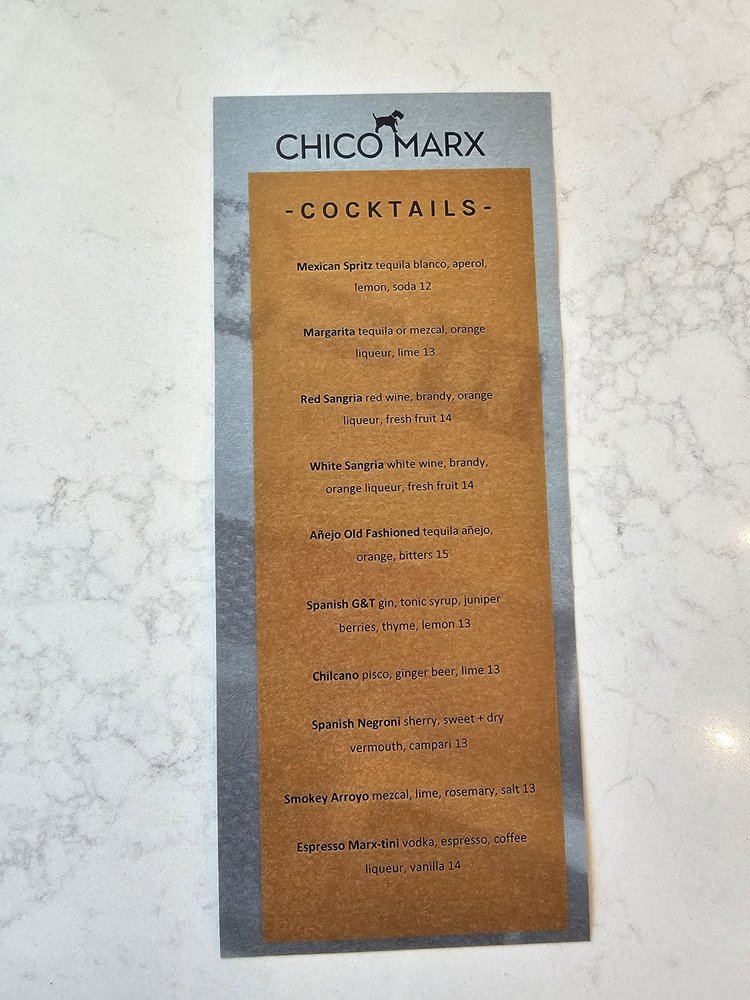 CHICO MARX
-COCKTAILS-
Mexican Spritz tequila blanco, aperol,
lemon, soda 12
Margarita tequila or mezcal, orange
liqueur, lime 13
Red Sangria red wine, brandy, orange
liqueur, fresh fruit 14
White Sangria white wine, brandy,
orange liqueur, fresh fruit 14
Añejo Old Fashioned tequila añejo,
orange, bitters 15
Spanish G&T gin, tonic syrup, juniper
berries, thyme, lemon 13
Chilcano pisco, ginger beer, lime 13
Spanish Negroni sherry, sweet + dry
vermouth, campari 13
Smokey Arroyo mezcal, lime, rosemary, salt 13
Espresso Marx-tini vodka, espresso, coffee
liqueur, vanilla 14